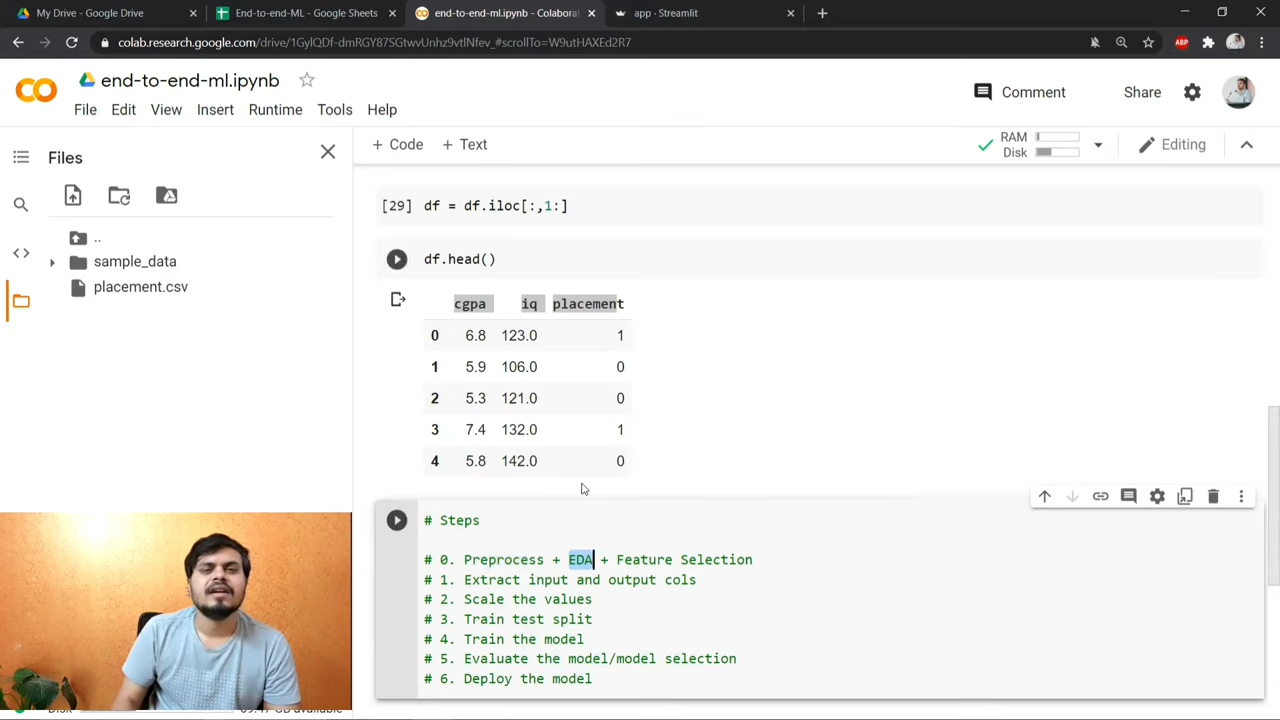 My Drive - Google Drive
End-to-end-ML - Google Sheets
end-to-end-ml.ipynb - Colaborat
app · Streamlit
colab.research.google.com/drive/1GylQDf-dmRGY87SGtwvUnhz9vtlNfev_#scrollTo=W9utHAXEd2R7
ABP
end-to-end-ml.ipynb
File Edit View Insert Runtime Tools Help
Comment
Share
Files
+ Code + Text
RAM
Disk
Editing
..
sample_data
placement.csv
[29] df = df.iloc[:,1:]
df.head()
cgpa iq placement
0 6.8 123.0 1
1 5.9 106.0 0
2 5.3 121.0 0
3 7.4 132.0 1
4 5.8 142.0 0
# Steps
# 0. Preprocess + EDA + Feature Selection
# 1. Extract input and output cols
# 2. Scale the values
# 3. Train test split
# 4. Train the model
# 5. Evaluate the model/model selection
# 6. Deploy the model
GB available